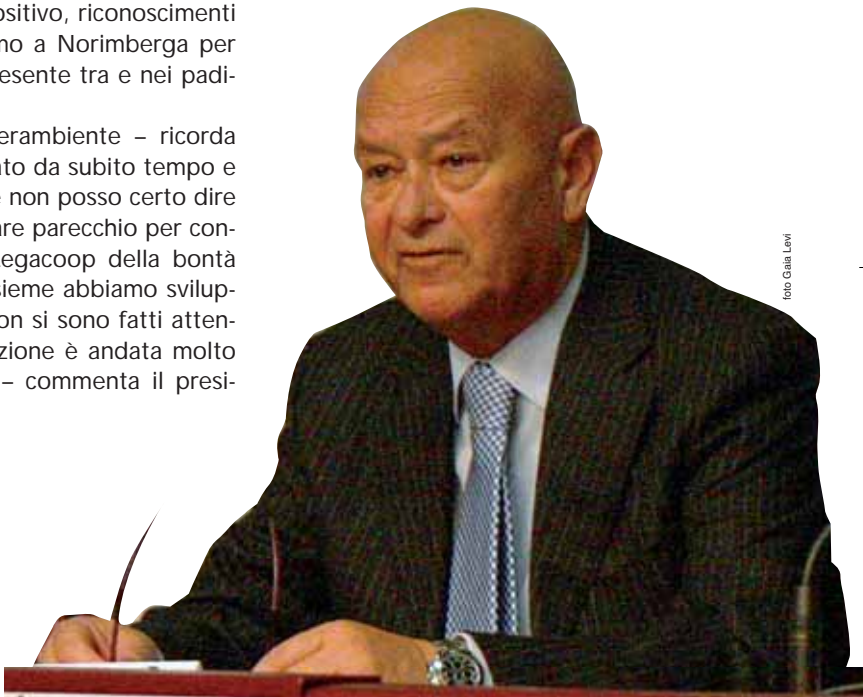 ositivo, riconoscimenti
no a Norimberga per
esente tra e nei padi-
erambiente – ricorda
ato da subito tempo e
e non posso certo dire
are parecchio per con-
egacoop della bontà
sieme abbiamo svilup-
on si sono fatti atten-
zione è andata molto
– commenta il presi-
foto Gaia Levi